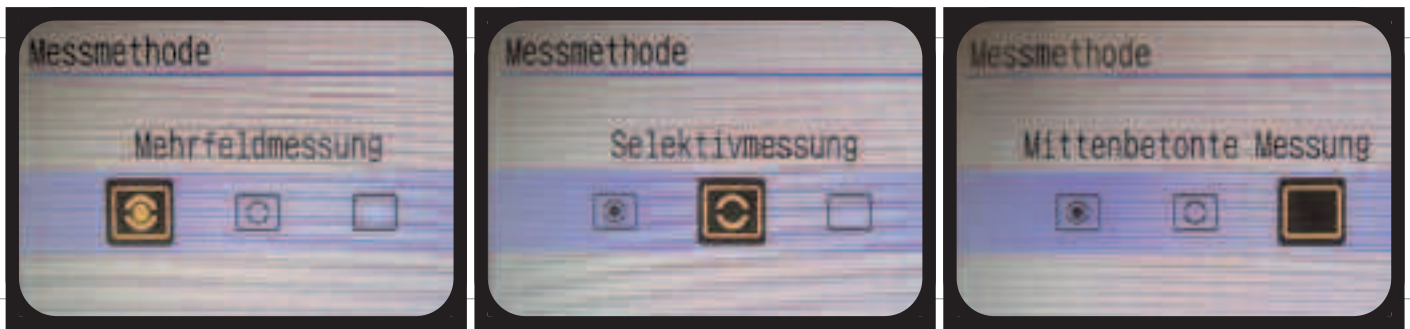 Messmethode
Mehrfeldmessung
Messmethode
Selektivmessung
Messmethode
Mittenbetonte Messung